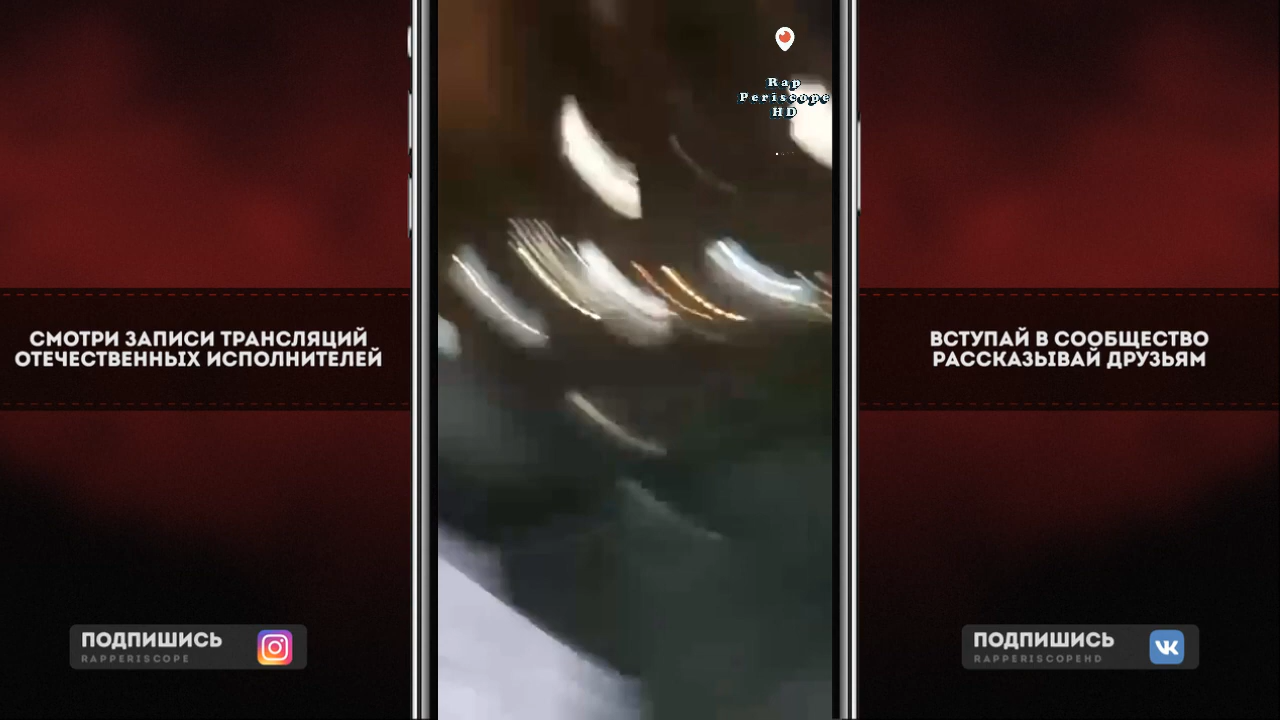 Rap
Periscope
HD
СМОТРИ ЗАПИСИ ТРАНСЛЯЦИЙ
ОТЕЧЕСТВЕННЫХ ИСПОЛНИТЕЛЕЙ
ВСТУПАЙ В СООБЩЕСТВО
РАССКАЗЫВАЙ ДРУЗЬЯМ
ПОДПИШИСЬ
RAPPERISCOPE
ПОДПИШИСЬ
RAPPERISCOPEHD